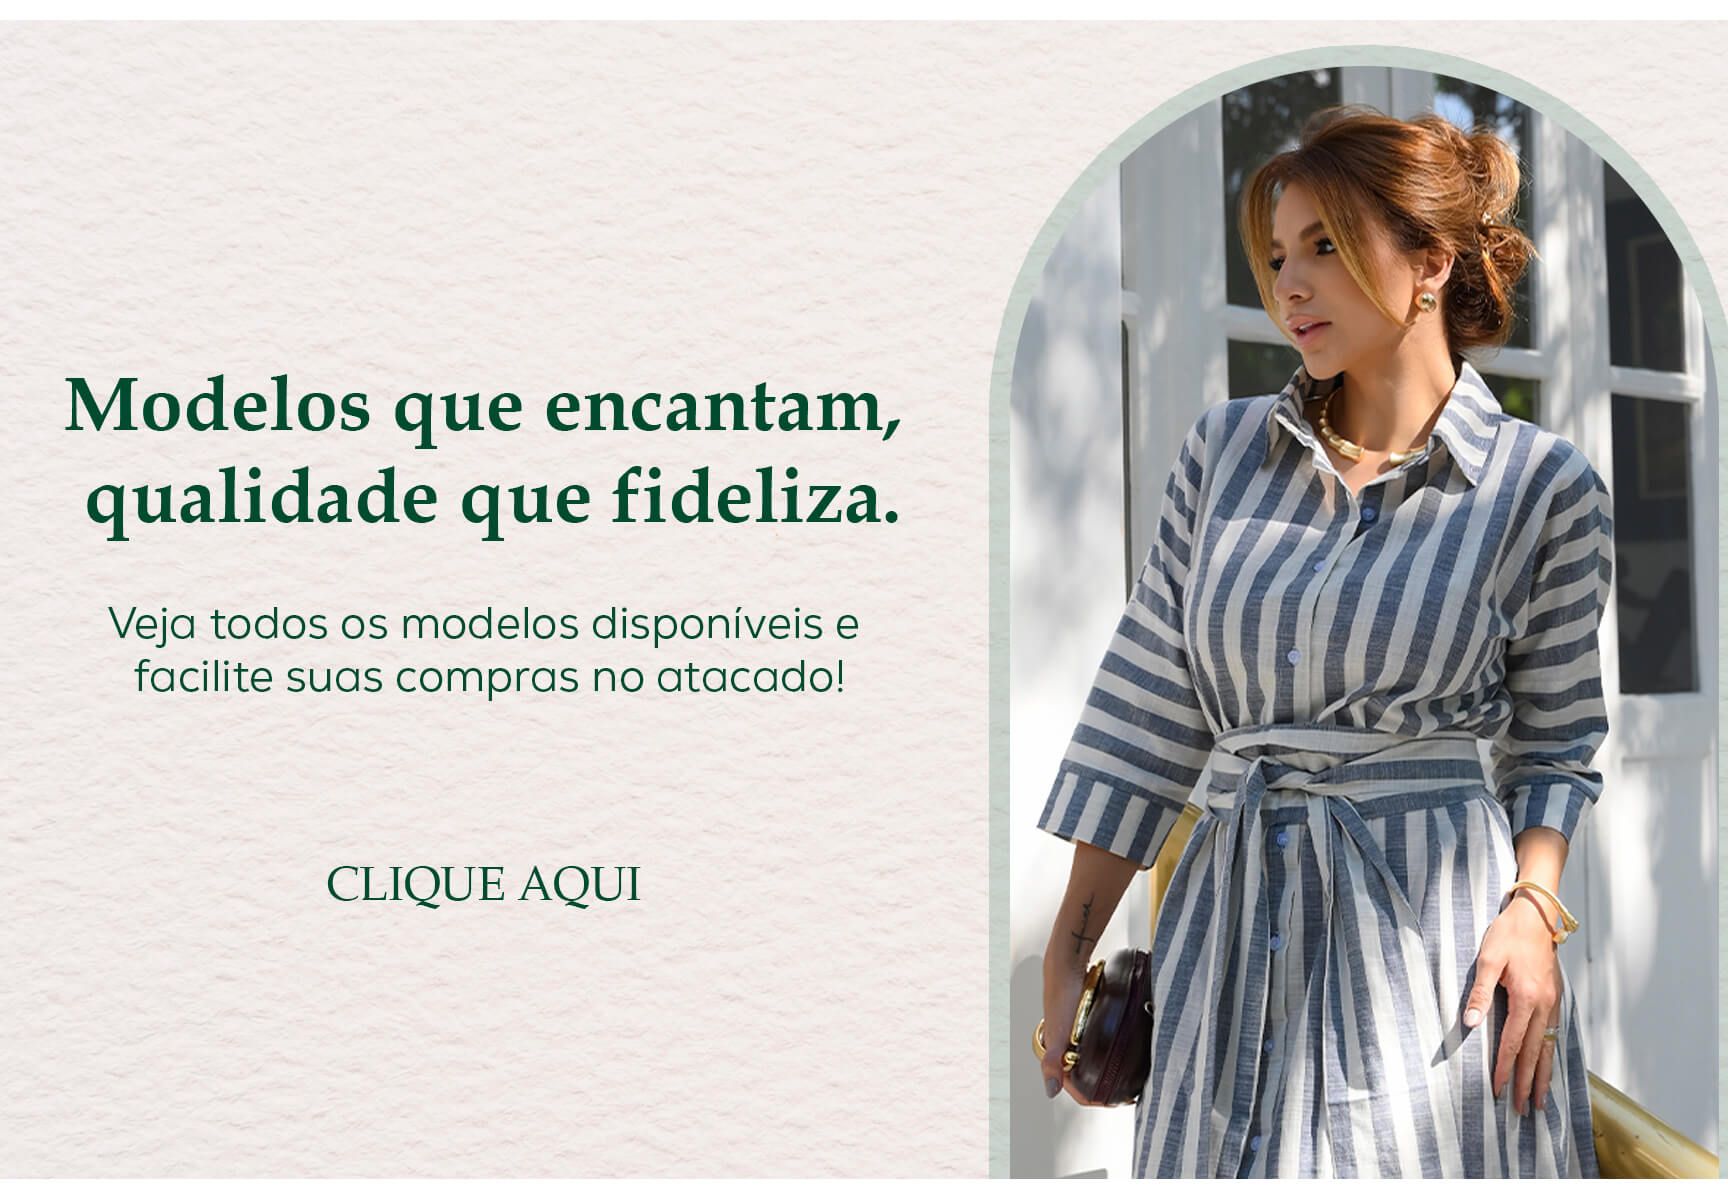 Modelos que encantam,
qualidade que fideliza.
Veja todos os modelos disponíveis e
facilite suas compras no atacado!
CLIQUE AQUI